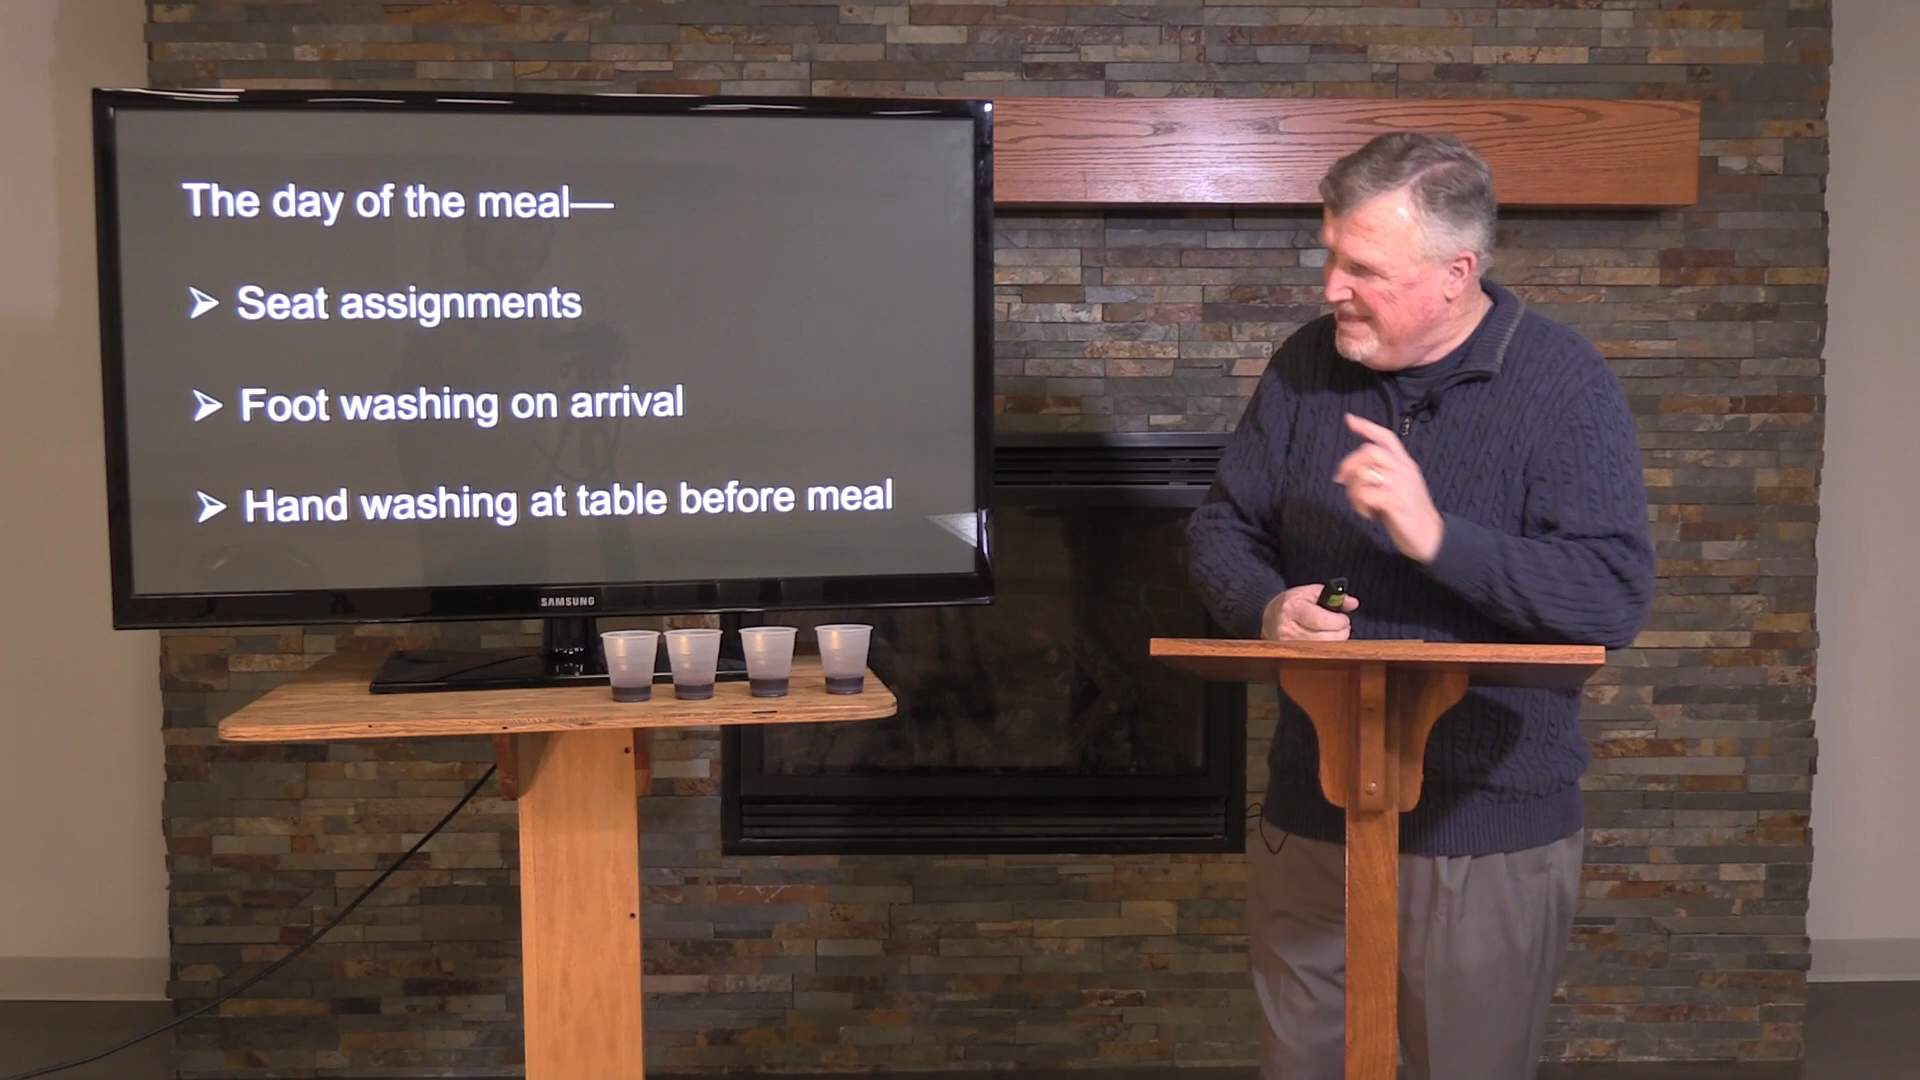 The day of the meal—
➢ Seat assignments
➢ Foot washing on arrival
➢ Hand washing at table before meal
SAMSUNG